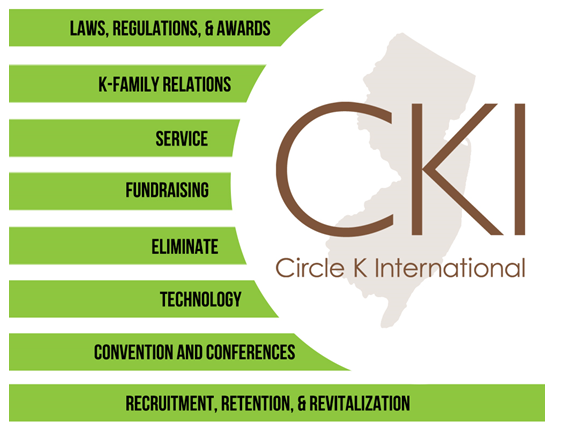 LAWS, REGULATIONS, & AWARDS
K-FAMILY RELATIONS
SERVICE
FUNDRAISING
ELIMINATE
TECHNOLOGY
CONVENTION AND CONFERENCES
RECRUITMENT, RETENTION, & REVITALIZATION
CKI
Circle K International